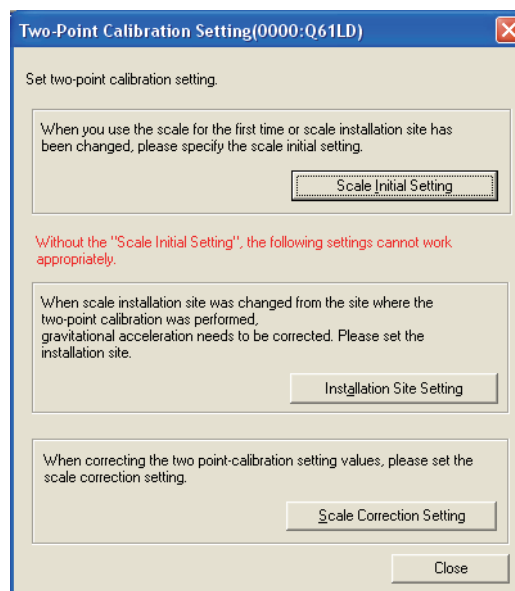 Two-Point Calibration Setting(0000:Q61LD)
Set two-point calibration setting.
When you use the scale for the first time or scale installation site has
been changed, please specify the scale initial setting.
Scale Initial Setting
Without the "Scale Initial Setting", the following settings cannot work
appropriately.
When scale installation site was changed from the site where the
two-point calibration was performed,
gravitational acceleration needs to be corrected. Please set the
installation site.
Installation Site Setting
When correcting the two point-calibration setting values, please set the
scale correction setting.
Scale Correction Setting
Close